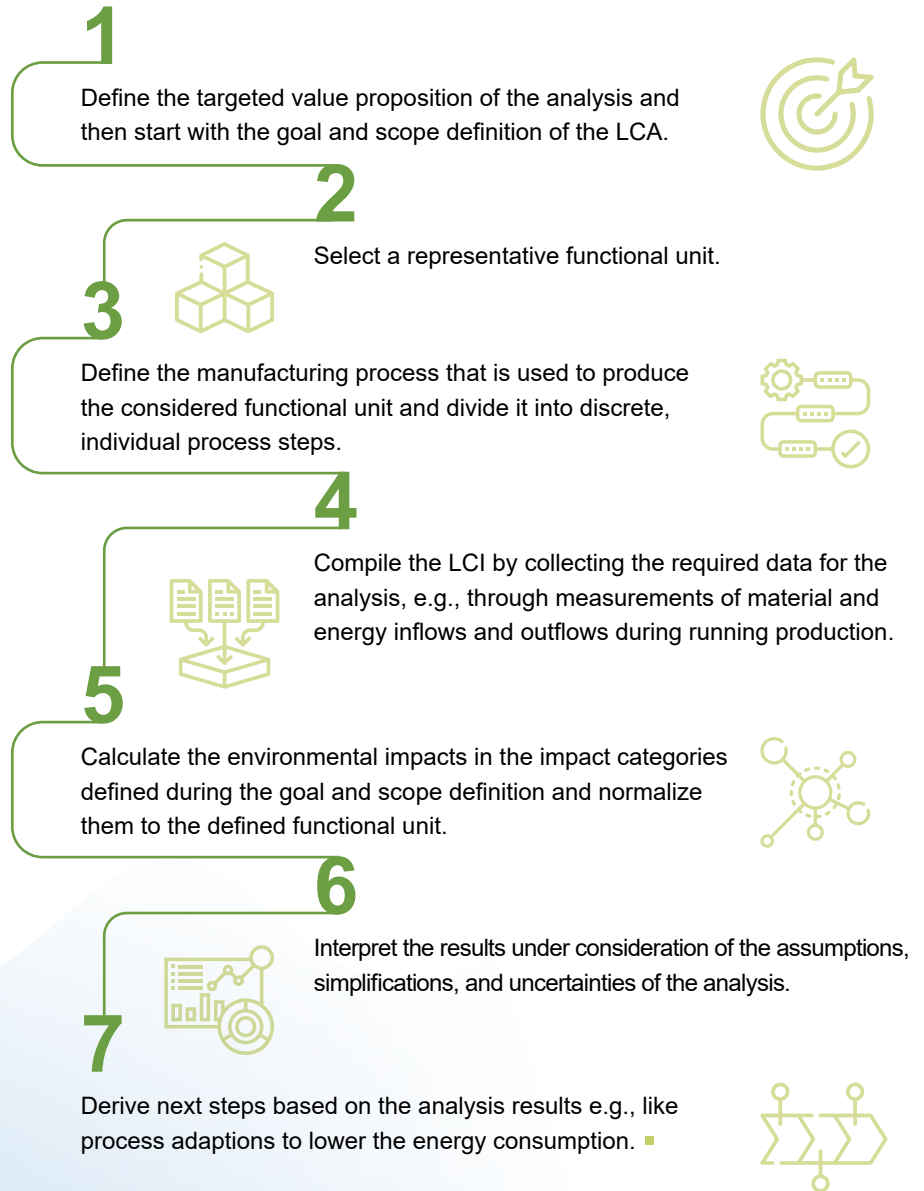 1
Define the targeted value proposition of the analysis and
then start with the goal and scope definition of the LCA.
2
Select a representative functional unit.
3
Define the manufacturing process that is used to produce
the considered functional unit and divide it into discrete,
individual process steps.
4
Compile the LCI by collecting the required data for the
analysis, e.g., through measurements of material and
energy inflows and outflows during running production.
5
Calculate the environmental impacts in the impact categories
defined during the goal and scope definition and normalize
them to the defined functional unit.
6
Interpret the results under consideration of the assumptions,
simplifications, and uncertainties of the analysis.
7
Derive next steps based on the analysis results e.g., like
process adaptions to lower the energy consumption.